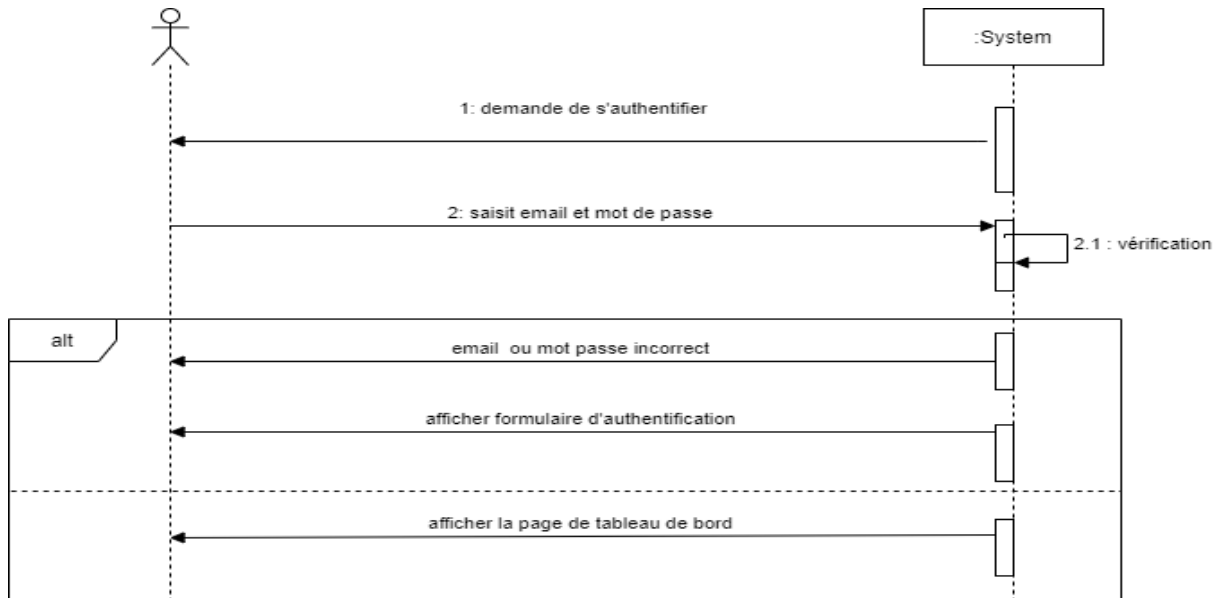 :System
1: demande de s'authentifier
2: saisit email et mot de passe
2.1 : vérification
alt
email ou mot passe incorrect
afficher formulaire d'authentification
afficher la page de tableau de bord